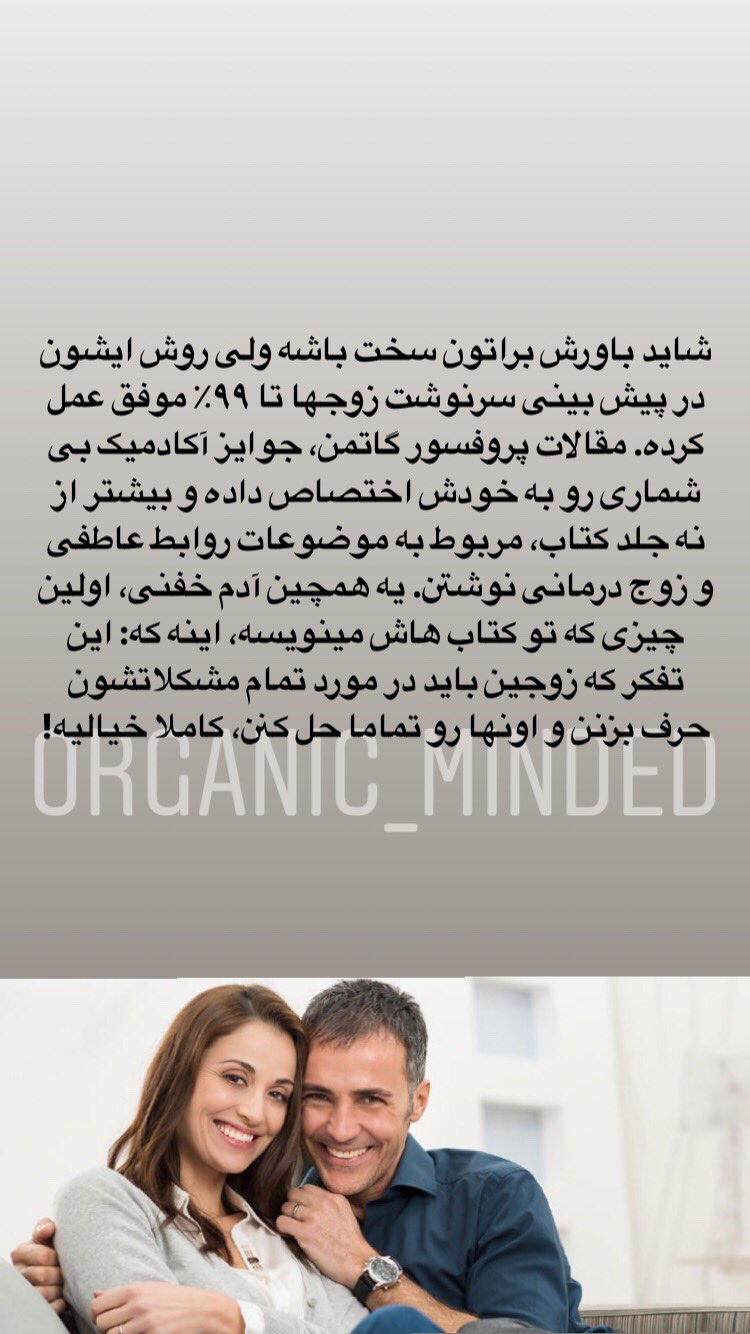 شاید باورش براتون سخت باشه ولی روش ایشون
در پیش بینی سرنوشت زوجها تا ۹۹٪ موفق عمل
کرده. مقالات پروفسور گاتمن، جوایز آکادمیک بی
شماری رو به خودش اختصاص داده و بیشتر از
نه جلد کتاب، مربوط به موضوعات روابط عاطفی
و زوج درمانی نوشتن. یه همچین آدم خفنی، اولین
چیزی که تو کتاب هاش مینویسه، اینه که: این
تفکر که زوجین باید در مورد تمام مشکلاتشون
حرف بزنن و اونها رو تماما حل کنن، کاملا خیالیه!
ORGANIC_MINDED